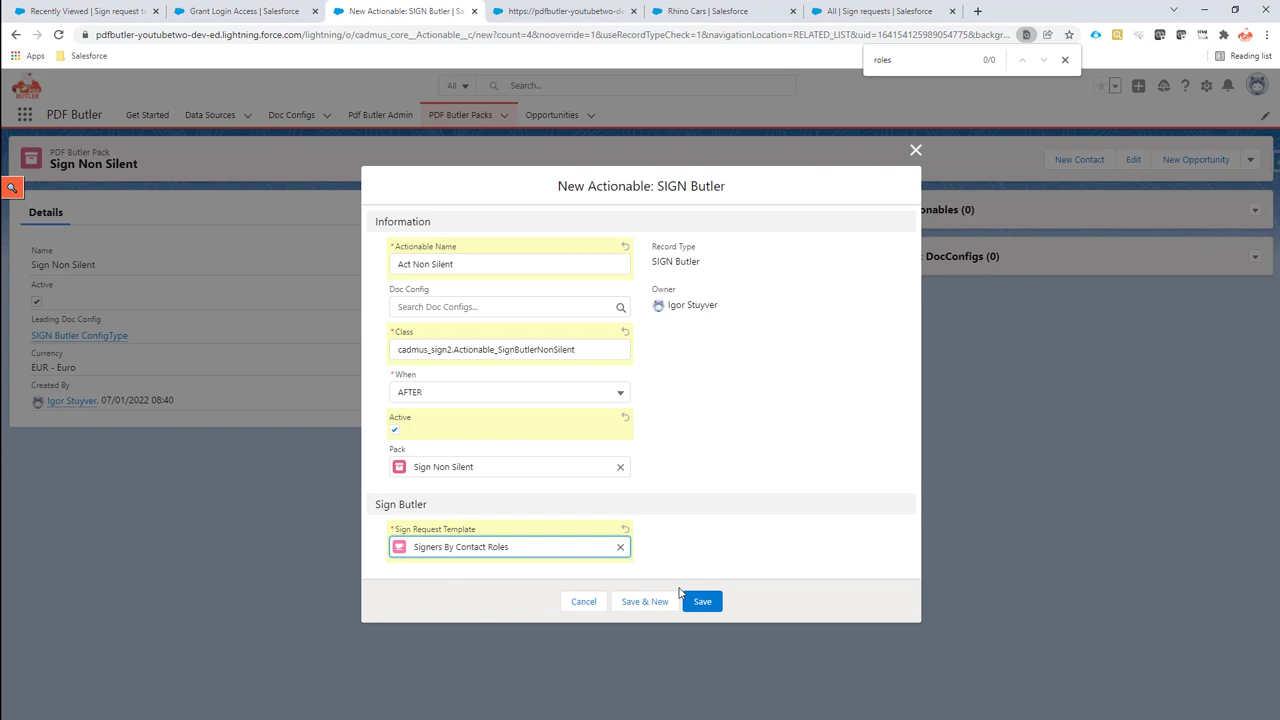 Recently Viewed | Sign request t
Grant Login Access | Salesforce
New Actionable: SIGN Butler | Sa
https://pdfbutler-youtubetwo-de
Rhino Cars | Salesforce
All | Sign requests | Salesforce
pdfbutler-youtubetwo-dev-ed.lightning.force.com/lightning/o/cadmus_core__Actionable__c/new?count=4&nooverride=1&useRecordTypeCheck=1&navigationLocation=RELATED_LIST&uid=164154125989054775&backgr...
Apps
Salesforce
roles
0/0
Reading list
All
Search...
PDF Butler
Get Started
Data Sources
Doc Configs
PDF Butler Admin
PDF Butler Packs
Opportunities
PDF Butler Pack
Sign Non Silent
New Contact
Edit
New Opportunity
Details
Name
Sign Non Silent
Active
Leading Doc Config
SIGN Butler ConfigType
Currency
EUR - Euro
Created By
Igor Stuyver, 07/01/2022 08:40
onables (0)
DocConfigs (0)
New Actionable: SIGN Butler
Information
*Actionable Name
Act Non Silent
Record Type
SIGN Butler
Doc Config
Search Doc Configs...
Owner
Igor Stuyver
*Class
cadmus_sign2.Actionable_SignButlerNonSilent
*When
AFTER
Active
Pack
Sign Non Silent
Sign Butler
*Sign Request Template
Signers By Contact Roles
Cancel
Save & New
Save